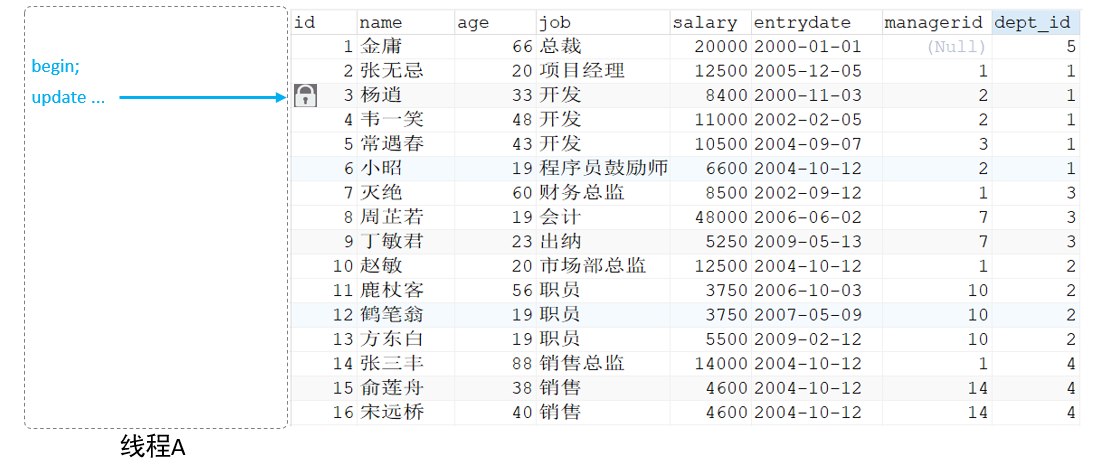 id name age job salary entrydate managerid dept_id
1 金庸 66 总裁 20000 2000-01-01 (Null) 5
begin;
2 张无忌 20 项目经理 12500 2005-12-05 1 1
update ...
3 杨逍 33 开发 8400 2000-11-03 2 1
4 韦一笑 48 开发 11000 2002-02-05 2 1
5 常遇春 43 开发 10500 2004-09-07 3 1
6 小昭 19 程序员鼓励师 6600 2004-10-12 2 1
7 灭绝 60 财务总监 8500 2002-09-12 1 3
8 周芷若 19 会计 48000 2006-06-02 7 3
9 丁敏君 23 出纳 5250 2009-05-13 7 3
10 赵敏 20 市场部总监 12500 2004-10-12 1 2
11 鹿杖客 56 职员 3750 2006-10-03 10 2
12 鹤笔翁 19 职员 3750 2007-05-09 10 2
13 方东白 19 职员 5500 2009-02-12 10 2
14 张三丰 88 销售总监 14000 2004-10-12 1 4
15 俞莲舟 38 销售 4600 2004-10-12 14 4
16 宋远桥 40 销售 4600 2004-10-12 14 4
线程A